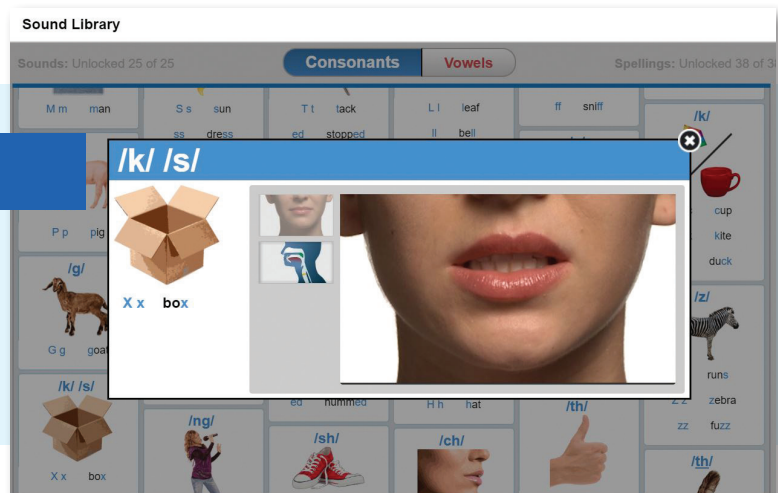 Sound Library
Sounds: Unlocked 25 of 25
Consonants
Vowels
Spellings: Unlocked 38 of
M m man
S s sun
ss dress
T t tack
ed stopped
L l leaf
ll bell
ff sniff
/k/
cup
kite
duck
/k/ /s/
X x box
P p pig
/g/
G g goat
/z/
runs
Z z zebra
zz fuzz
/k/ /s/
X x box
/ng/
ed hummed
/sh/
H h hat
/ch/
/th/
/th/